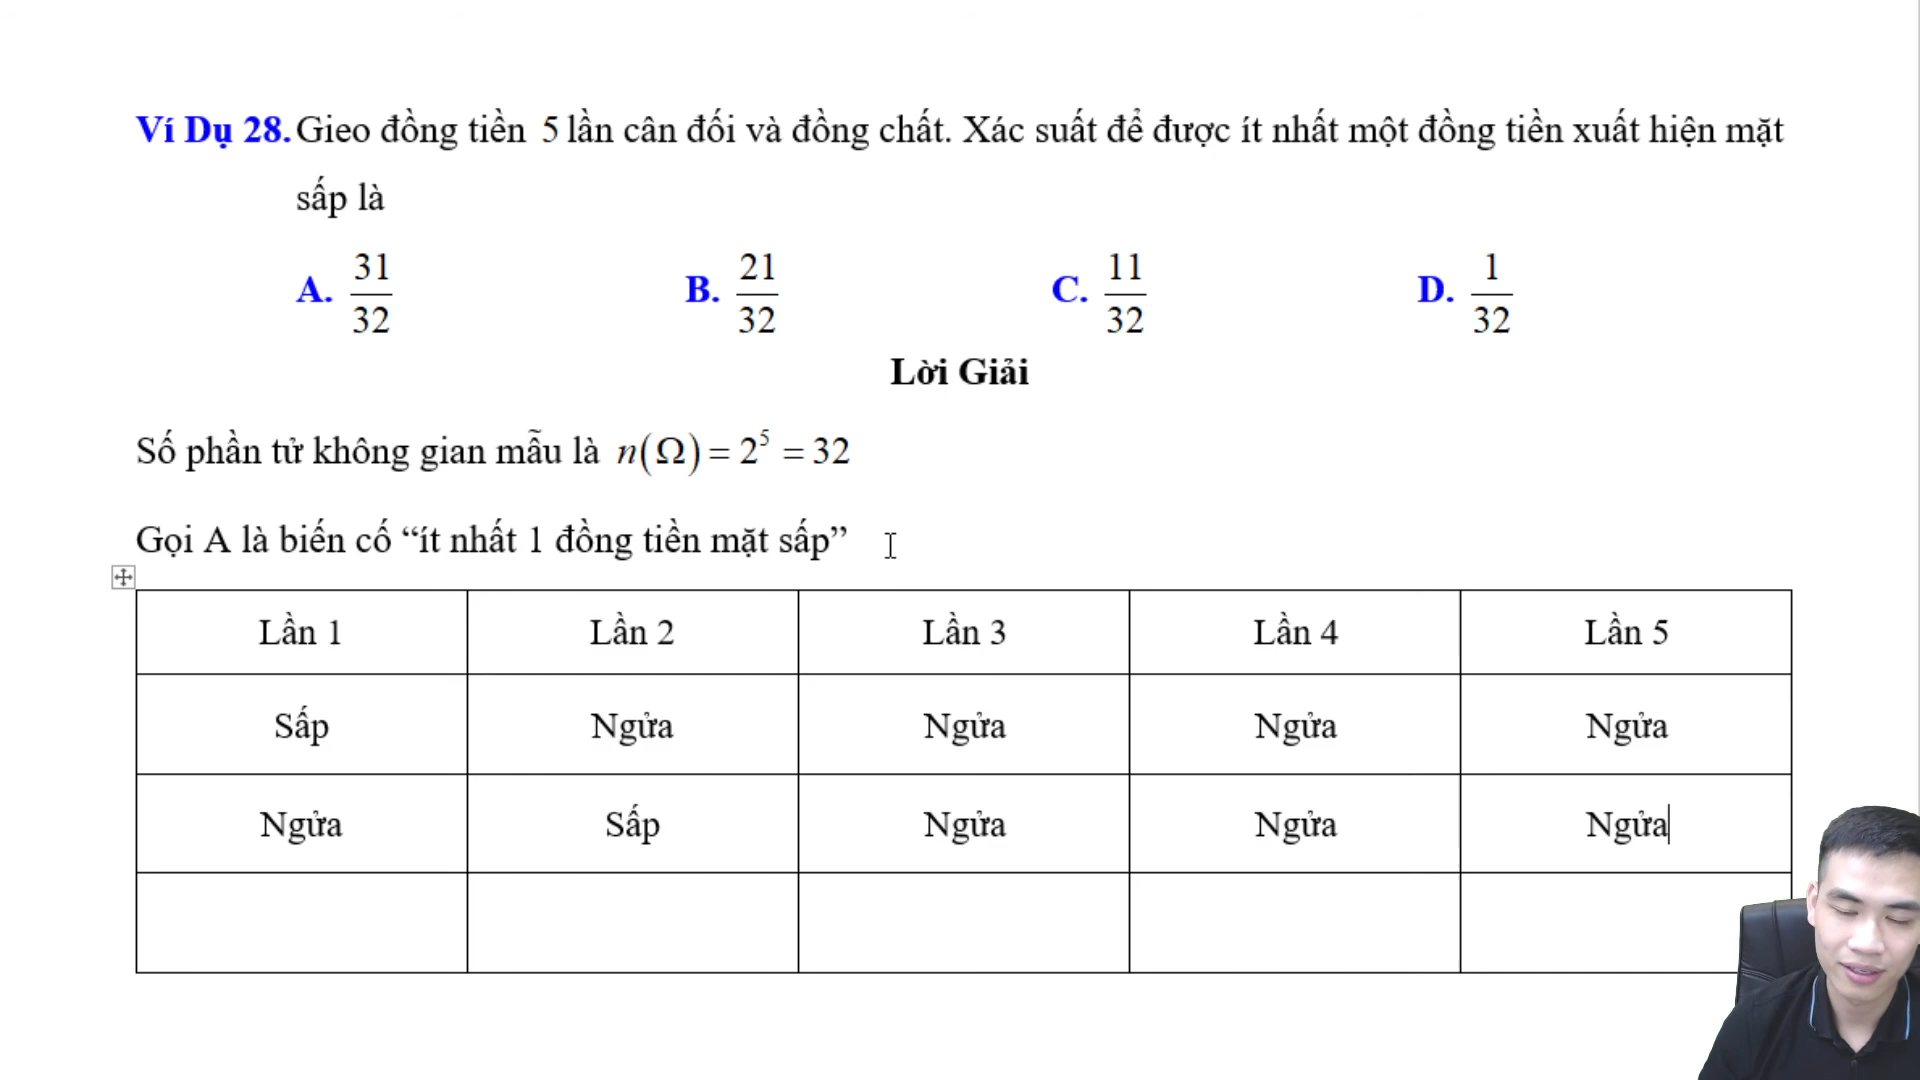 Ví Dụ 28. Gieo đồng tiền 5 lần cân đối và đồng chất. Xác suất để được ít nhất một đồng tiền xuất hiện mặt
sấp là
A. 31/32 B. 21/32 C. 11/32 D. 1/32
Lời Giải
Số phần tử không gian mẫu là n(Ω) = 2⁵ = 32
Gọi A là biến cố “ít nhất 1 đồng tiền mặt sấp”
Lần 1 Lần 2 Lần 3 Lần 4 Lần 5
Sấp Ngửa Ngửa Ngửa Ngửa
Ngửa Sấp Ngửa Ngửa Ngửa